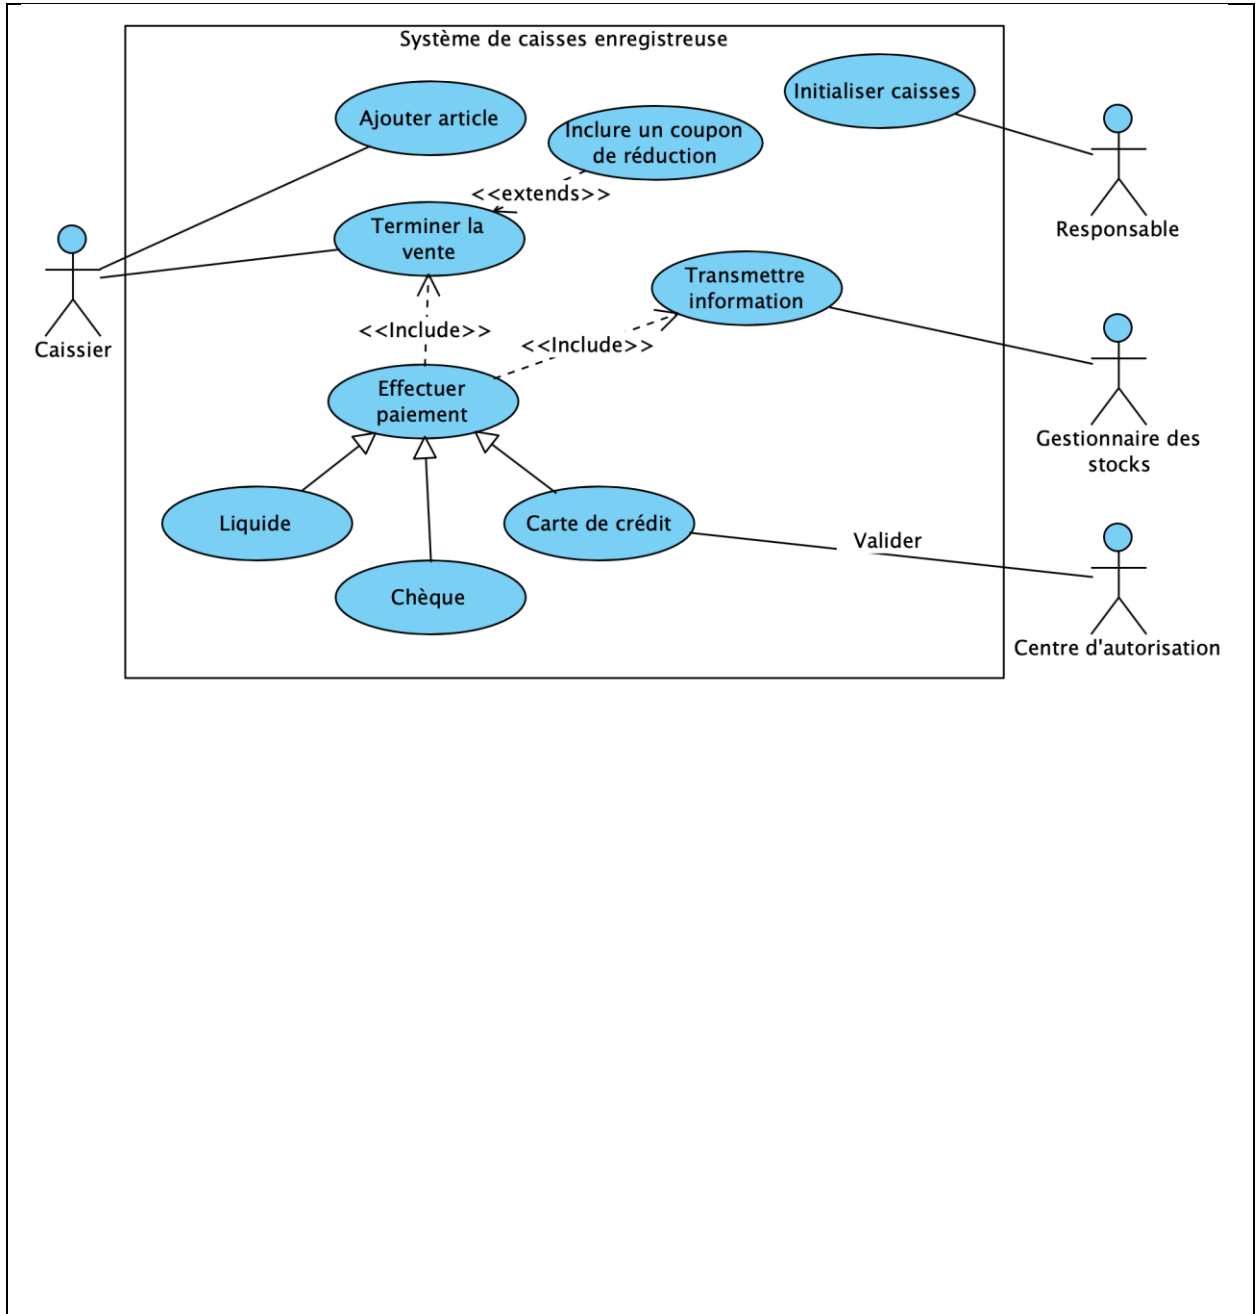 Système de caisses enregistreuse
Initialiser caisses
Ajouter article
Inclure un coupon
de réduction
<<extends>>
Terminer la
vente
Responsable
Transmettre
information
<<Include>>
<<Include>>
Caissier
Effectuer
paiement
Gestionnaire des
stocks
Liquide
Carte de crédit
Valider
Chèque
Centre d'autorisation